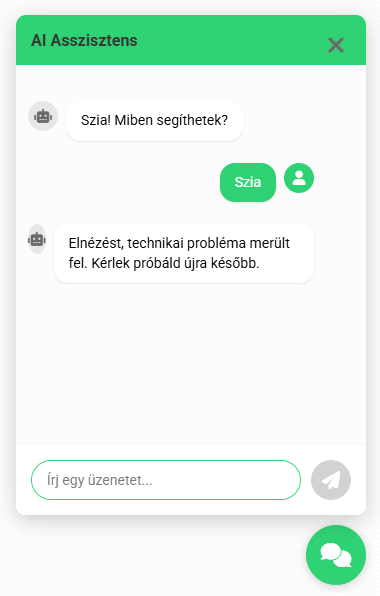 AI Asszisztens
Szia! Miben segíthetek?
Szia
Elnézést, technikai probléma merült
fel. Kérlek próbáld újra később.
Írj egy üzenetet...